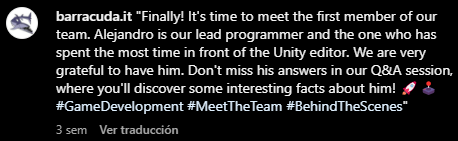 barracuda.it "Finally! It's time to meet the first member of our
team. Alejandro is our lead programmer and the one who has
spent the most time in front of the Unity editor. We are very
grateful to have him. Don't miss his answers in our Q&A session,
where you'll discover some interesting facts about him! 🚀 🕹️
#GameDevelopment #MeetTheTeam #BehindTheScenes"
3 sem Ver traducción